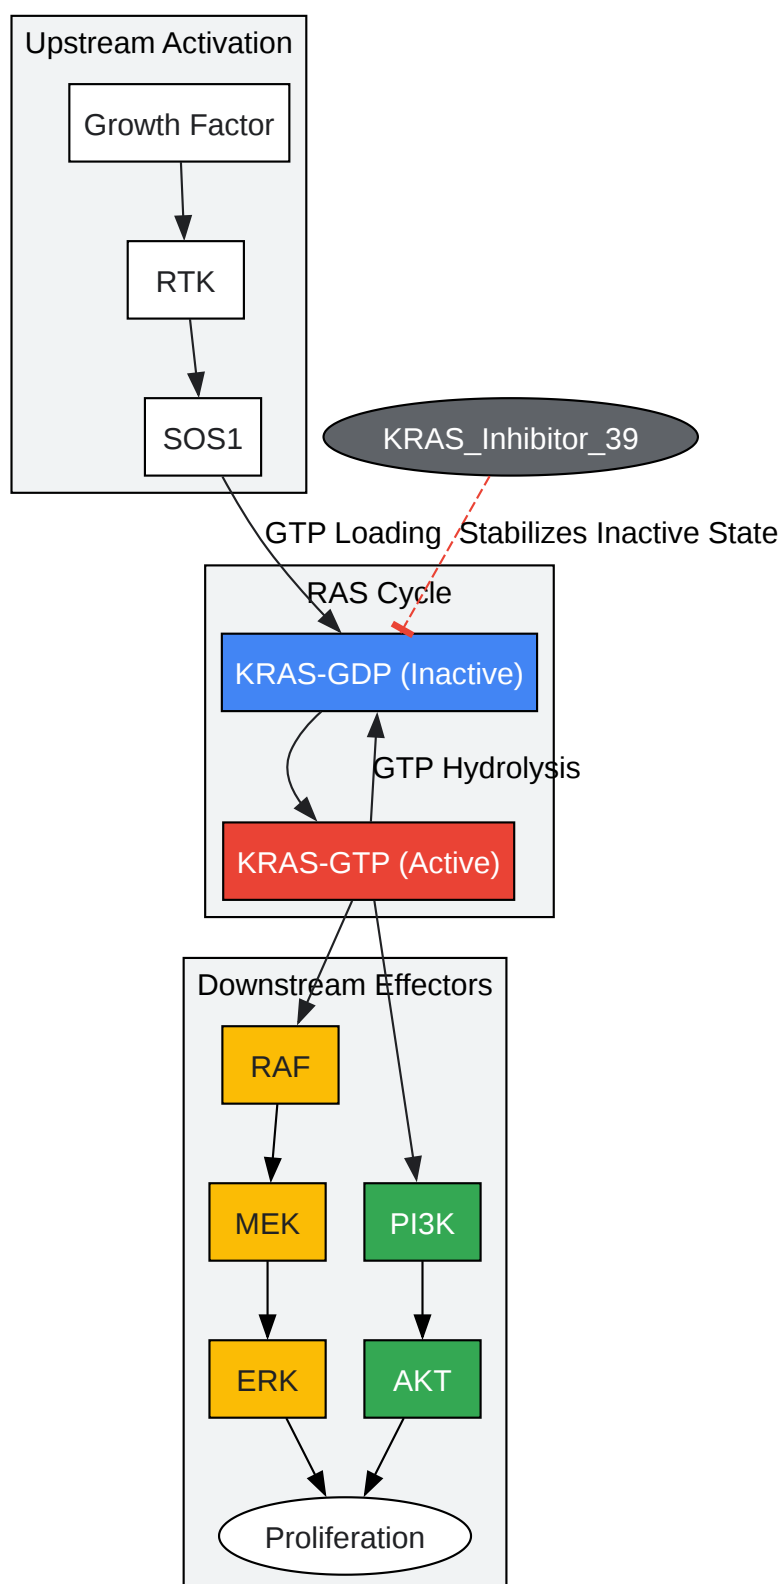 Upstream Activation
Growth Factor
RTK
SOS1
KRAS_Inhibitor_39
GTP Loading
Stabilizes Inactive State
RAS Cycle
KRAS-GDP (Inactive)
GTP Hydrolysis
KRAS-GTP (Active)
Downstream Effectors
RAF
MEK
PI3K
ERK
AKT
Proliferation